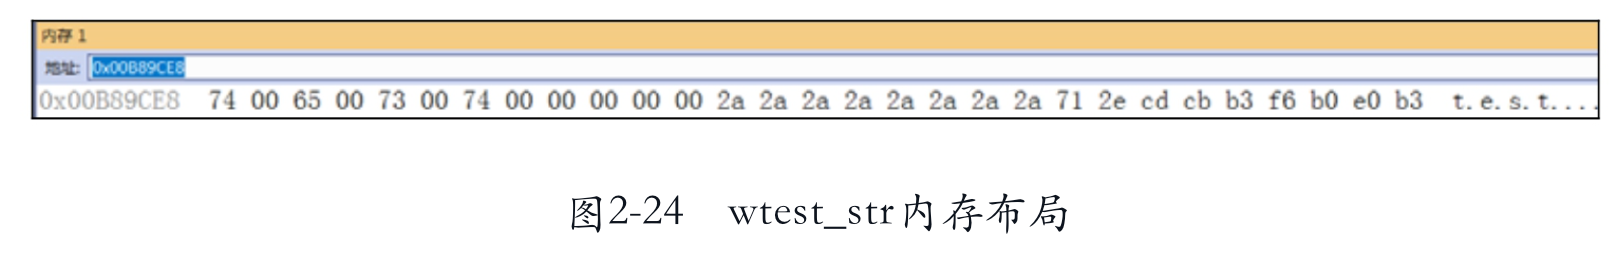 内存 1
地址: 0x00B89CE8
0x00B89CE8 74 00 65 00 73 00 74 00 00 00 00 00 2a 2a 2a 2a 2a 2a 2a 2a 71 2e cd cb b3 f6 b0 e0 b3 t.e.s.t....
图2-24 wtest_str内存布局